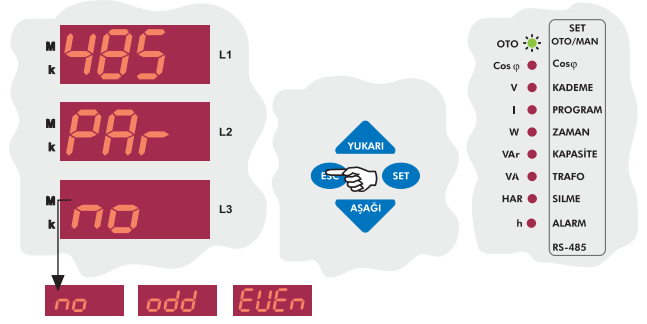 M 485 L1
k
M PAr L2
k
M no L3
k
no odd EUEn
YUKARI
ESC SET
AŞAĞI
SET
OTO OTO/MAN
Cos φ Cosφ
V KADEME
I PROGRAM
W ZAMAN
VAr KAPASİTE
VA TRAFO
HAR SILME
h ALARM
RS-485